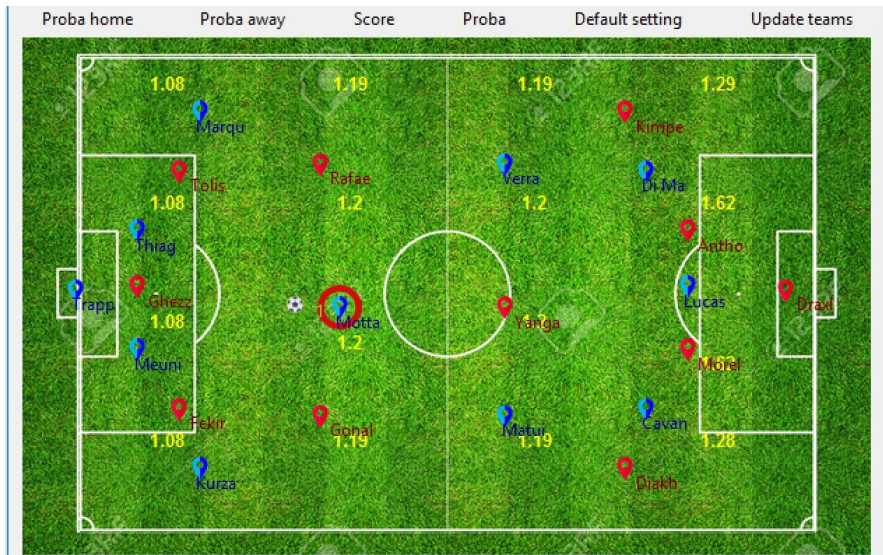 Proba home Proba away Score Proba Default setting Update teams
1.08 1.19 1.19 1.29
Marqu Kimpe
Tolis Rafae Verra Di Ma
1.08 1.2 1.2 1.62
Thiag Antho
Trapp Ghezz Lucas Draxl
1.08 Motta Yanga
1.2
Meuni Morel
Fekir Gonal Matui Cavan
1.08 1.19 1.19 1.28
Kurza Diakh
123RF